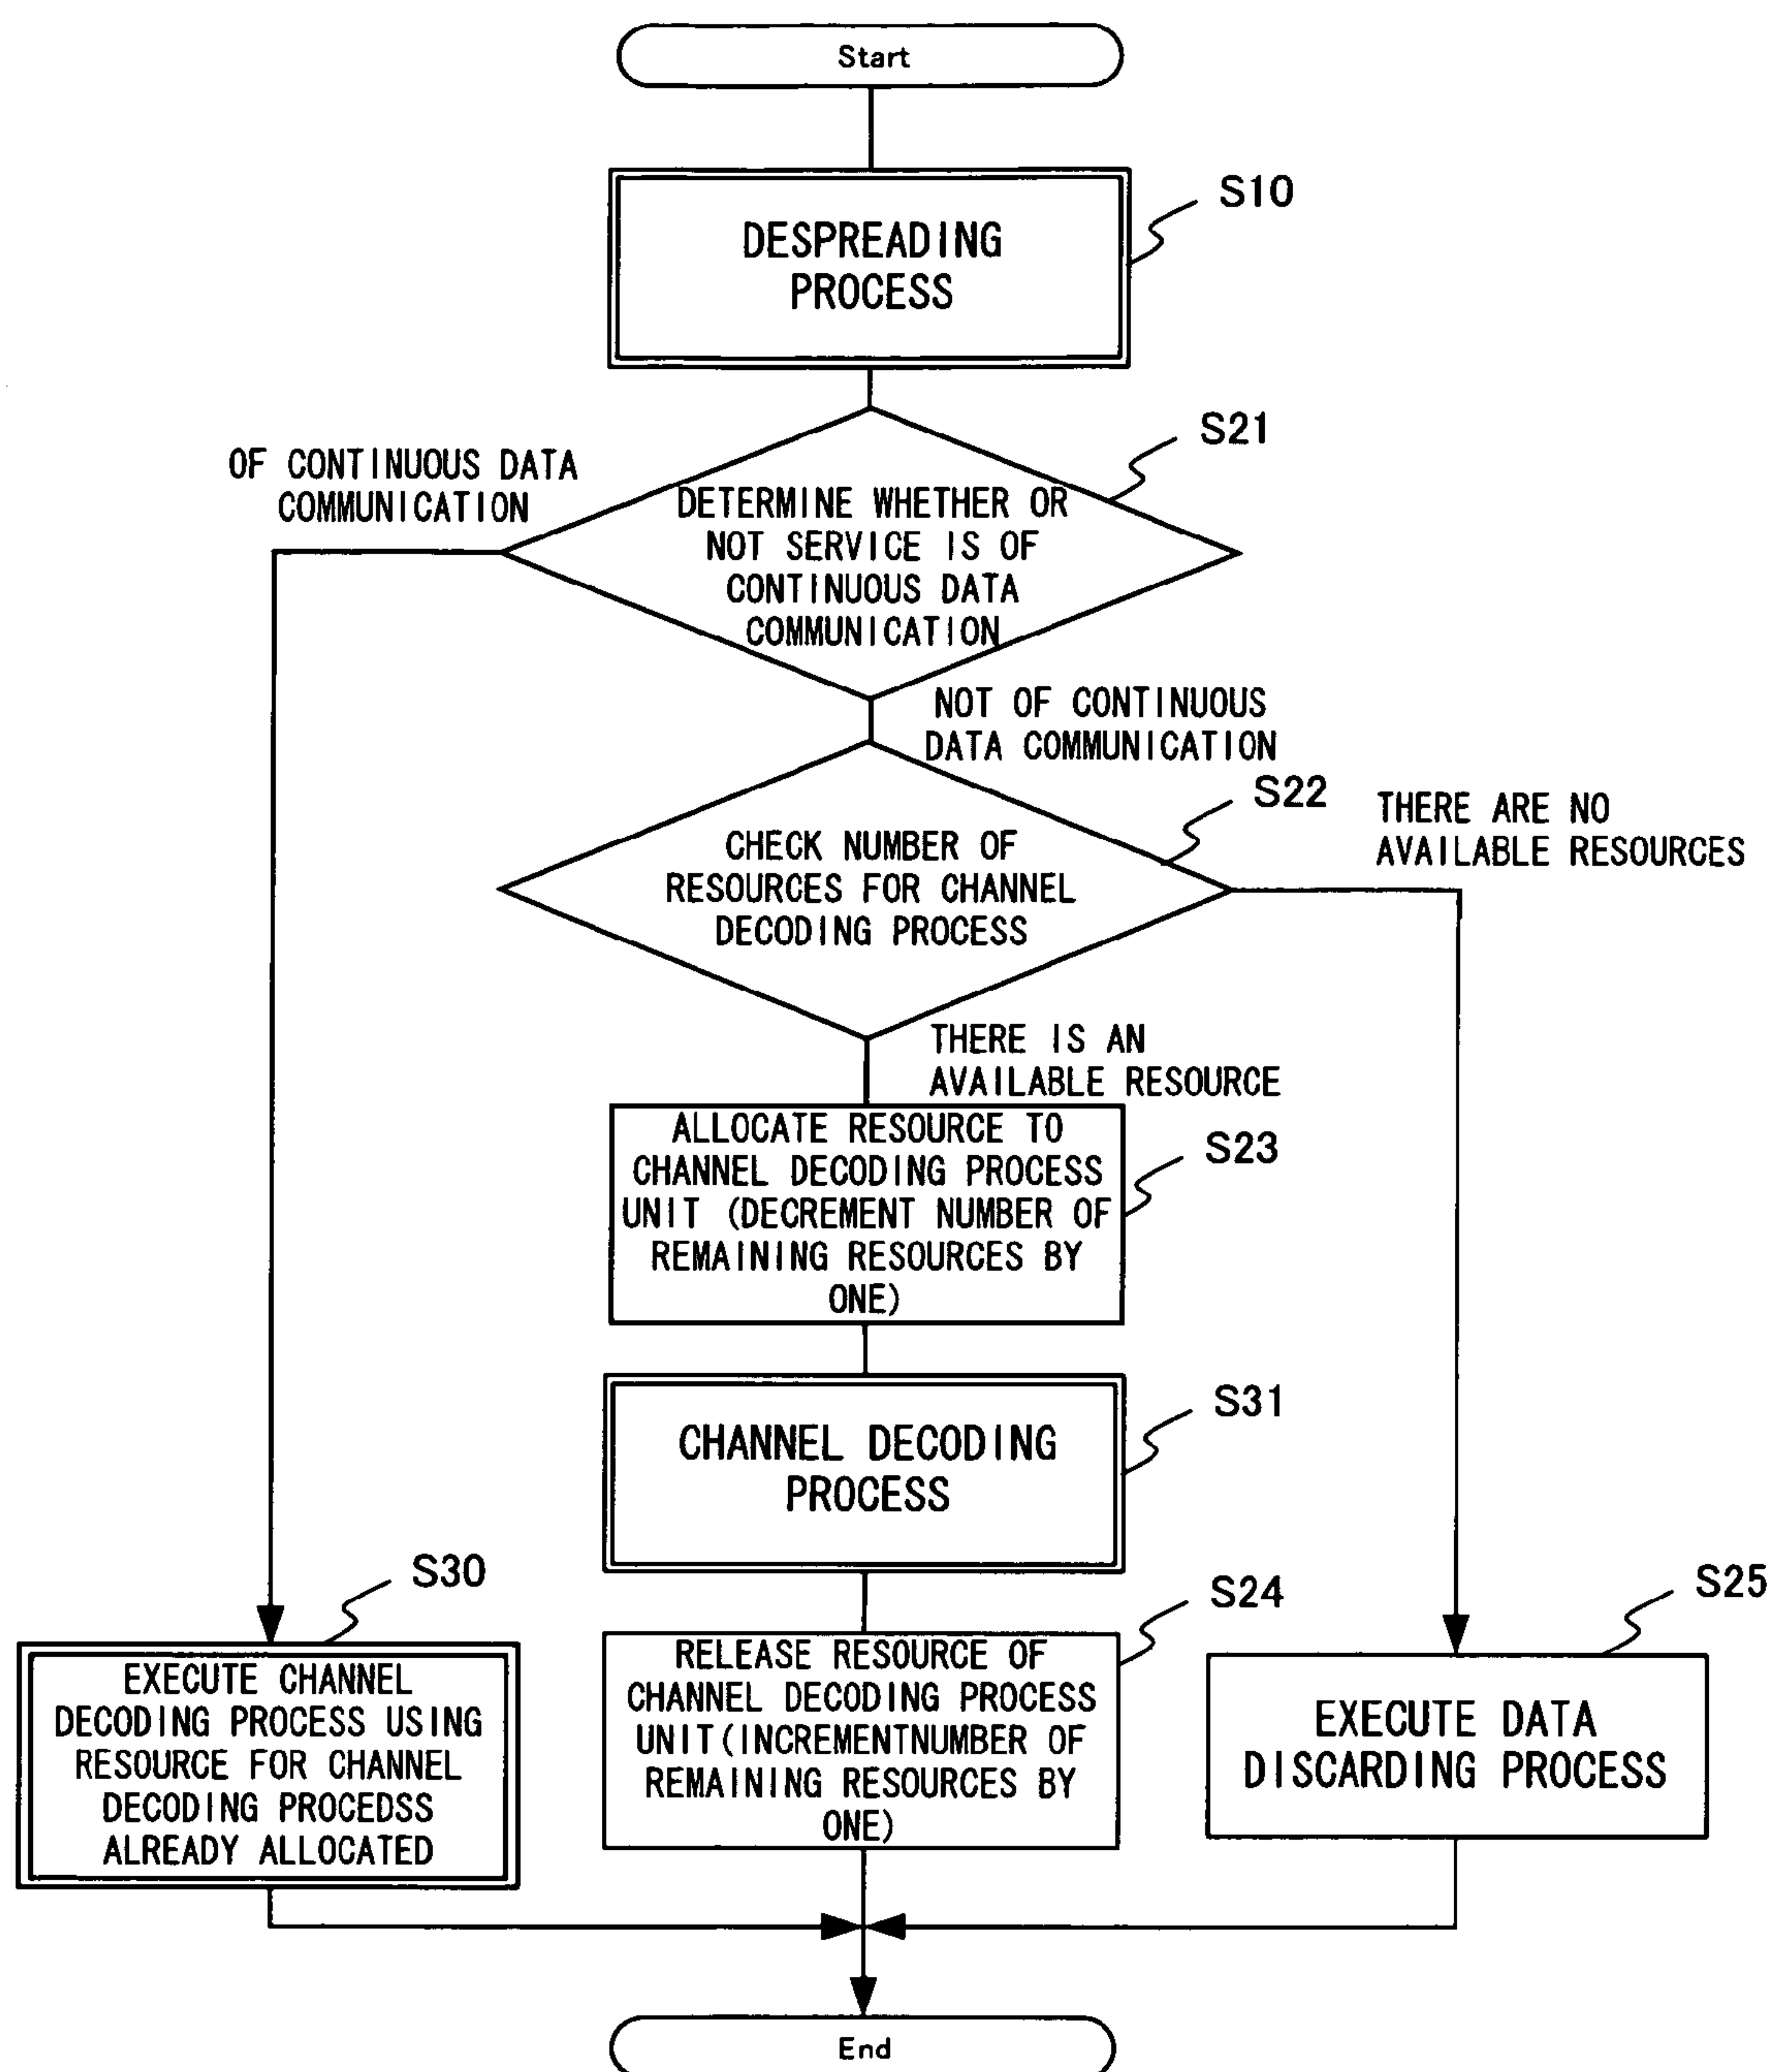 Start
S10
DESPREADING
PROCESS
S21
OF CONTINUOUS DATA
COMMUNICATION
DETERMINE WHETHER OR
NOT SERVICE IS OF
CONTINUOUS DATA
COMMUNICATION
NOT OF CONTINUOUS
DATA COMMUNICATION
S22
THERE ARE NO
AVAILABLE RESOURCES
CHECK NUMBER OF
RESOURCES FOR CHANNEL
DECODING PROCESS
THERE IS AN
AVAILABLE RESOURCE
ALLOCATE RESOURCE TO
CHANNEL DECODING PROCESS
UNIT (DECREMENT NUMBER OF
REMAINING RESOURCES BY
ONE)
S23
CHANNEL DECODING
PROCESS
S31
S30
EXECUTE CHANNEL
DECODING PROCESS USING
RESOURCE FOR CHANNEL
DECODING PROCEDSS
ALREADY ALLOCATED
S24
RELEASE RESOURCE OF
CHANNEL DECODING PROCESS
UNIT(INCREMENTNUMBER OF
REMAINING RESOURCES BY
ONE)
S25
EXECUTE DATA
DISCARDING PROCESS
End